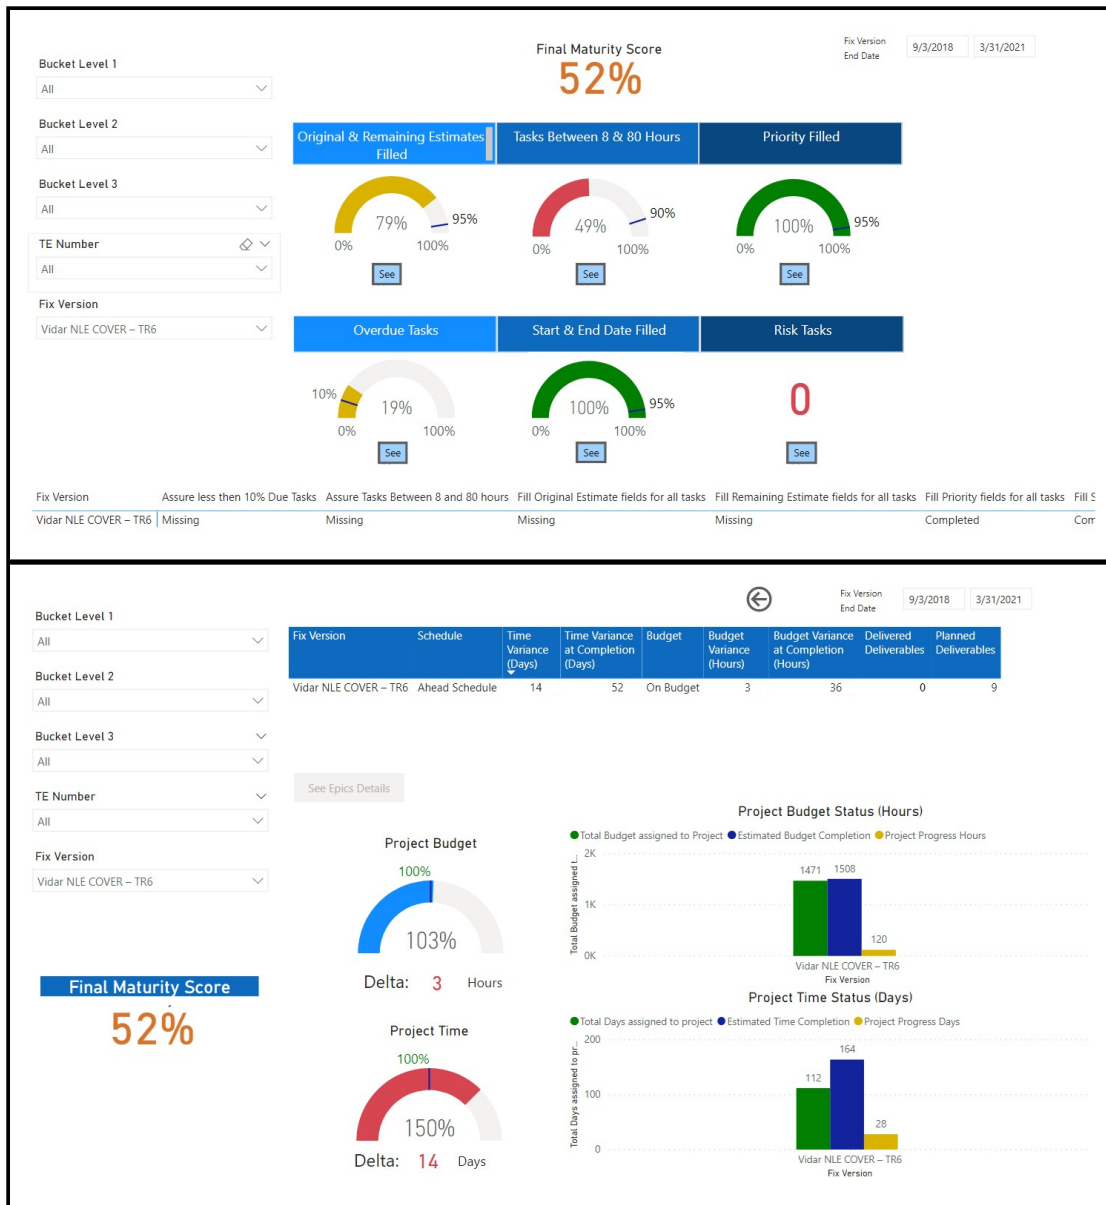 Final Maturity Score
52%
Fix Version
End Date
9/3/2018
3/31/2021
Bucket Level 1
All
Bucket Level 2
All
Bucket Level 3
All
TE Number
All
Fix Version
Vidar NLE COVER – TR6
Original & Remaining Estimates
Filled
Tasks Between 8 & 80 Hours
Priority Filled
79%
95%
0%
100%
See
49%
90%
0%
100%
See
100%
95%
0%
100%
See
Overdue Tasks
Start & End Date Filled
Risk Tasks
10%
19%
0%
100%
See
100%
95%
0%
100%
See
0
See
Fix Version Assure less then 10% Due Tasks Assure Tasks Between 8 and 80 hours Fill Original Estimate fields for all tasks Fill Remaining Estimate fields for all tasks Fill Priority fields for all tasks Fill S
Vidar NLE COVER – TR6 Missing Missing Missing Missing Completed Com
Fix Version
End Date
9/3/2018
3/31/2021
Bucket Level 1
All
Bucket Level 2
All
Bucket Level 3
All
TE Number
All
Fix Version
Vidar NLE COVER – TR6
Final Maturity Score
52%
Fix Version
Schedule
Time
Variance
(Days)
Time Variance
at Completion
(Days)
Budget
Budget
Variance
(Hours)
Budget Variance
at Completion
(Hours)
Delivered
Deliverables
Planned
Deliverables
Vidar NLE COVER – TR6 Ahead Schedule 14 52 On Budget 3 36 0 9
See Epics Details
Project Budget
100%
103%
Delta: 3 Hours
Project Time
100%
150%
Delta: 14 Days
Project Budget Status (Hours)
Total Budget assigned to Project Estimated Budget Completion Project Progress Hours
Total Budget assigned t...
2K
1K
0K
1471
1508
120
Vidar NLE COVER – TR6
Fix Version
Project Time Status (Days)
Total Days assigned to project Estimated Time Completion Project Progress Days
Total Days assigned to pr...
200
100
0
112
164
28
Vidar NLE COVER – TR6
Fix Version